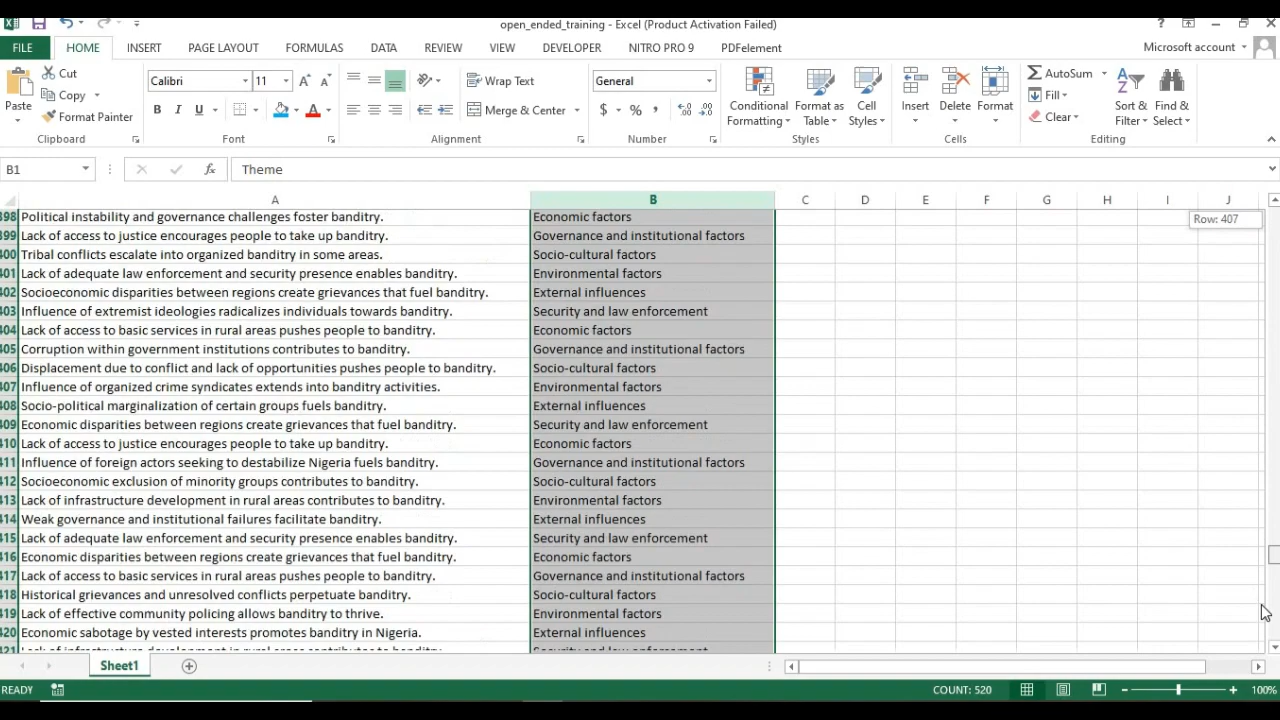 open_ended_training - Excel (Product Activation Failed)
FILE HOME INSERT PAGE LAYOUT FORMULAS DATA REVIEW VIEW DEVELOPER NITRO PRO 9 PDFelement Microsoft account
Paste
Cut
Copy
Format Painter
Clipboard
Calibri 11
B I U
Font
Wrap Text
Merge & Center
Alignment
General
$ % ,
Number
Conditional Formatting
Format as Table
Cell Styles
Styles
Insert
Delete
Format
Cells
AutoSum
Fill
Clear
Sort & Filter
Find & Select
Editing
B1 fx Theme
A B C D E F G H I J
Row: 407
398 Political instability and governance challenges foster banditry. Economic factors
399 Lack of access to justice encourages people to take up banditry. Governance and institutional factors
400 Tribal conflicts escalate into organized banditry in some areas. Socio-cultural factors
401 Lack of adequate law enforcement and security presence enables banditry. Environmental factors
402 Socioeconomic disparities between regions create grievances that fuel banditry. External influences
403 Influence of extremist ideologies radicalizes individuals towards banditry. Security and law enforcement
404 Lack of access to basic services in rural areas pushes people to banditry. Economic factors
405 Corruption within government institutions contributes to banditry. Governance and institutional factors
406 Displacement due to conflict and lack of opportunities pushes people to banditry. Socio-cultural factors
407 Influence of organized crime syndicates extends into banditry activities. Environmental factors
408 Socio-political marginalization of certain groups fuels banditry. External influences
409 Economic disparities between regions create grievances that fuel banditry. Security and law enforcement
410 Lack of access to justice encourages people to take up banditry. Economic factors
411 Influence of foreign actors seeking to destabilize Nigeria fuels banditry. Governance and institutional factors
412 Socioeconomic exclusion of minority groups contributes to banditry. Socio-cultural factors
413 Lack of infrastructure development in rural areas contributes to banditry. Environmental factors
414 Weak governance and institutional failures facilitate banditry. External influences
415 Lack of adequate law enforcement and security presence enables banditry. Security and law enforcement
416 Economic disparities between regions create grievances that fuel banditry. Economic factors
417 Lack of access to basic services in rural areas pushes people to banditry. Governance and institutional factors
418 Historical grievances and unresolved conflicts perpetuate banditry. Socio-cultural factors
419 Lack of effective community policing allows banditry to thrive. Environmental factors
420 Economic sabotage by vested interests promotes banditry in Nigeria. External influences
421 Lack of infrastructure development in rural areas contributes to banditry. Security and law enforcement
Sheet1
READY COUNT: 520 100%